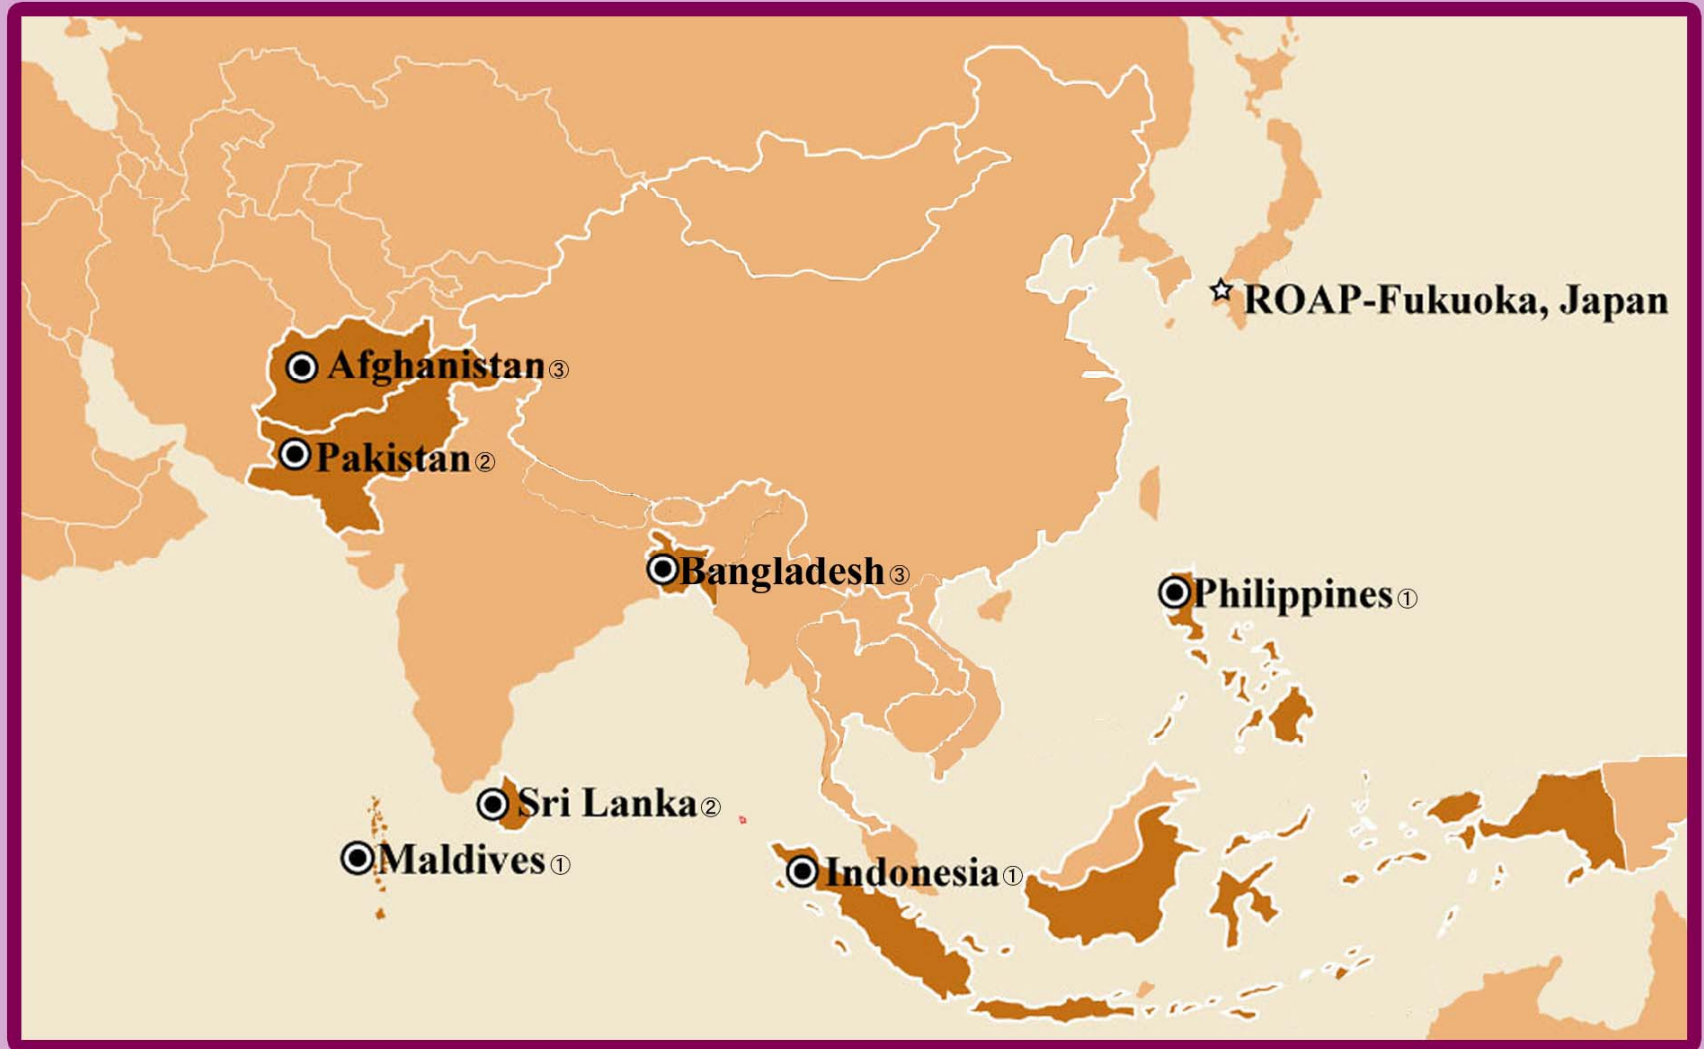 ROAP-Fukuoka, Japan
Afghanistan③
Pakistan②
Bangladesh③
Philippines①
Sri Lanka②
Maldives①
Indonesia①